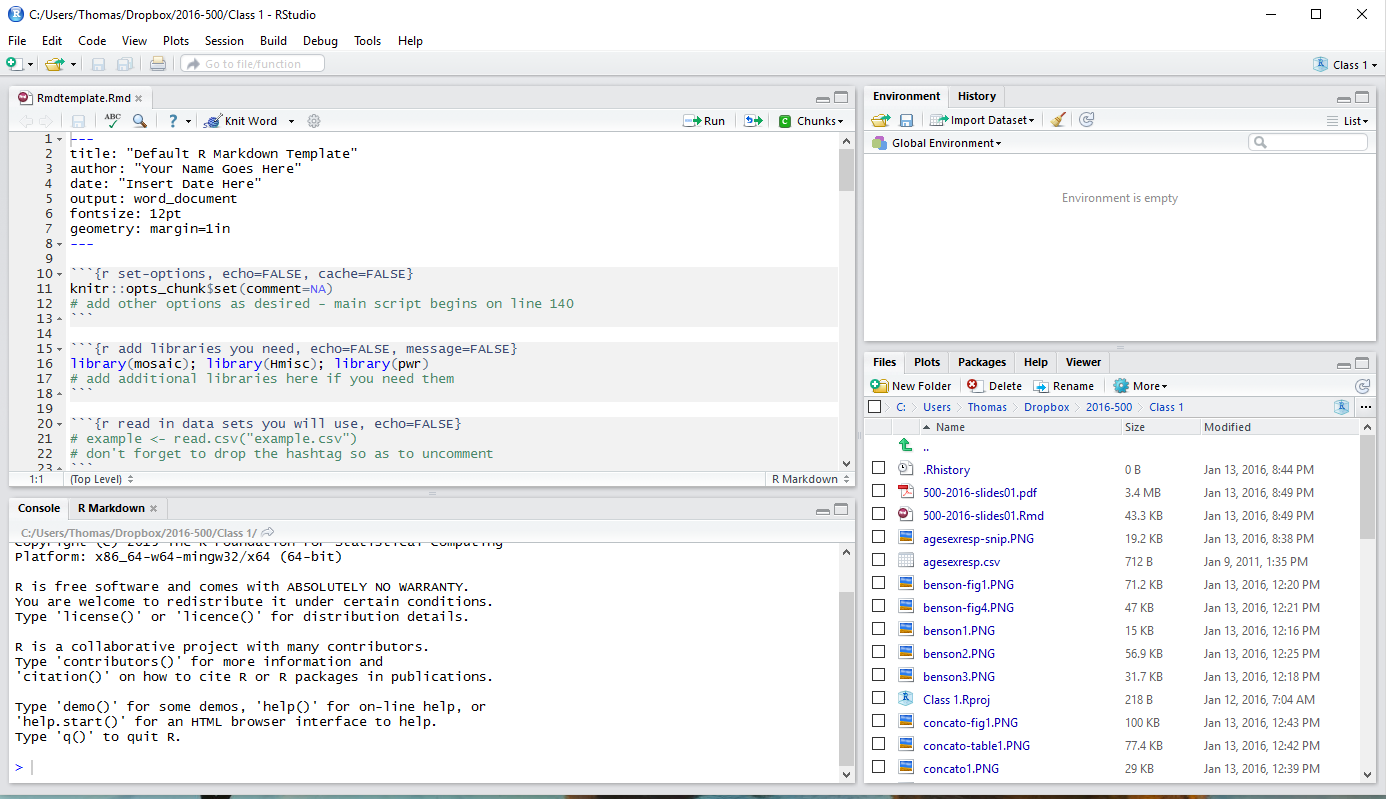 C:/Users/Thomas/Dropbox/2016-500/Class 1 - RStudio
File Edit Code View Plots Session Build Debug Tools Help
Go to file/function
Class 1
Rmdtemplate.Rmd
ABC ? Knit Word Run Chunks
1 ---
2 title: "Default R Markdown Template"
3 author: "Your Name Goes Here"
4 date: "Insert Date Here"
5 output: word_document
6 fontsize: 12pt
7 geometry: margin=1in
8 ---
9
10 ```{r set-options, echo=FALSE, cache=FALSE}
11 knitr::opts_chunk$set(comment=NA)
12 # add other options as desired - main script begins on line 140
13 ```
14
15 ```{r add libraries you need, echo=FALSE, message=FALSE}
16 library(mosaic); library(Hmisc); library(pwr)
17 # add additional libraries here if you need them
18 ```
19
20 ```{r read in data sets you will use, echo=FALSE}
21 # example <- read.csv("example.csv")
22 # don't forget to drop the hashtag so as to uncomment
23 ```
1:1 (Top Level) R Markdown
Console R Markdown
C:/Users/Thomas/Dropbox/2016-500/Class 1/
Copyright (C) 2015 The R Foundation for Statistical Computing
Platform: x86_64-w64-mingw32/x64 (64-bit)
R is free software and comes with ABSOLUTELY NO WARRANTY.
You are welcome to redistribute it under certain conditions.
Type 'license()' or 'licence()' for distribution details.
R is a collaborative project with many contributors.
Type 'contributors()' for more information and
'citation()' on how to cite R or R packages in publications.
Type 'demo()' for some demos, 'help()' for on-line help, or
'help.start()' for an HTML browser interface to help.
Type 'q()' to quit R.
>
Environment History
Import Dataset List
Global Environment
Environment is empty
Files Plots Packages Help Viewer
New Folder Delete Rename More
C: Users Thomas Dropbox 2016-500 Class 1 ...
Name Size Modified
..
.Rhistory 0 B Jan 13, 2016, 8:44 PM
500-2016-slides01.pdf 3.4 MB Jan 13, 2016, 8:49 PM
500-2016-slides01.Rmd 43.3 KB Jan 13, 2016, 8:49 PM
agesexresp-snip.PNG 19.2 KB Jan 13, 2016, 8:38 PM
agesexresp.csv 712 B Jan 9, 2011, 1:35 PM
benson-fig1.PNG 71.2 KB Jan 13, 2016, 12:20 PM
benson-fig4.PNG 47 KB Jan 13, 2016, 12:21 PM
benson1.PNG 15 KB Jan 13, 2016, 12:16 PM
benson2.PNG 56.9 KB Jan 13, 2016, 12:25 PM
benson3.PNG 31.7 KB Jan 13, 2016, 12:18 PM
Class 1.Rproj 218 B Jan 12, 2016, 7:04 AM
concato-fig1.PNG 100 KB Jan 13, 2016, 12:43 PM
concato-table1.PNG 77.4 KB Jan 13, 2016, 12:42 PM
concato1.PNG 29 KB Jan 13, 2016, 12:39 PM